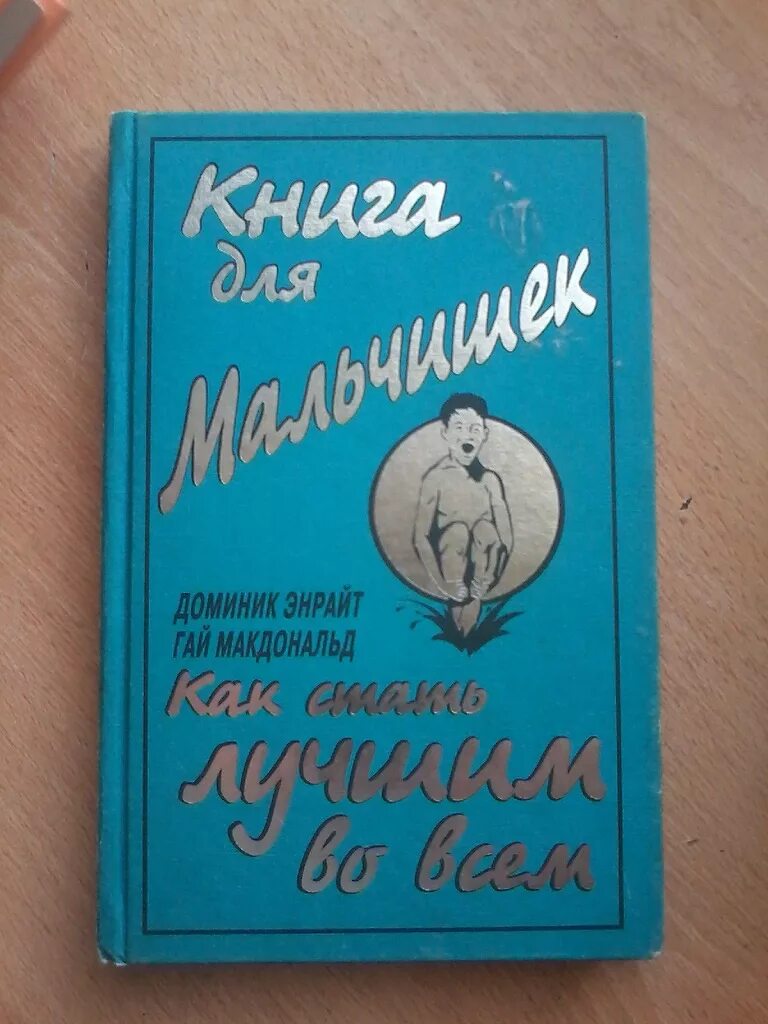 Книга
для
Мальчишек
ДОМИНИК ЭНРАЙТ
ГАЙ МАКДОНАЛЬД
Как стать
лучшим
во всем